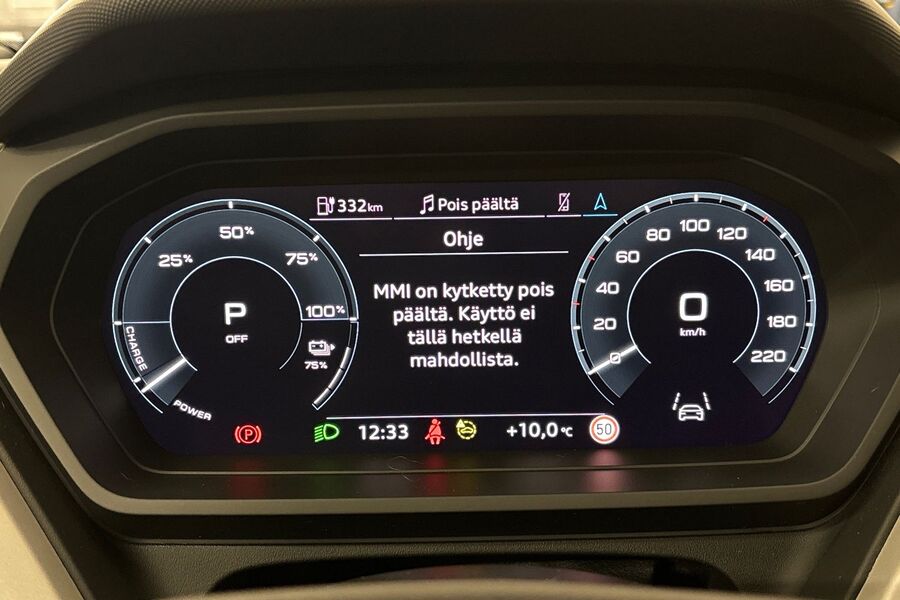 332km
Pois päältä
Ohje
MMI on kytketty pois
päältä. Käyttö ei
tällä hetkellä
mahdollista.
25%
50%
75%
100%
P
OFF
CHARGE
POWER
75%
0
20
40
60
80
100
120
140
160
180
220
0
km/h
(P)
12:33
+10,0°C
50